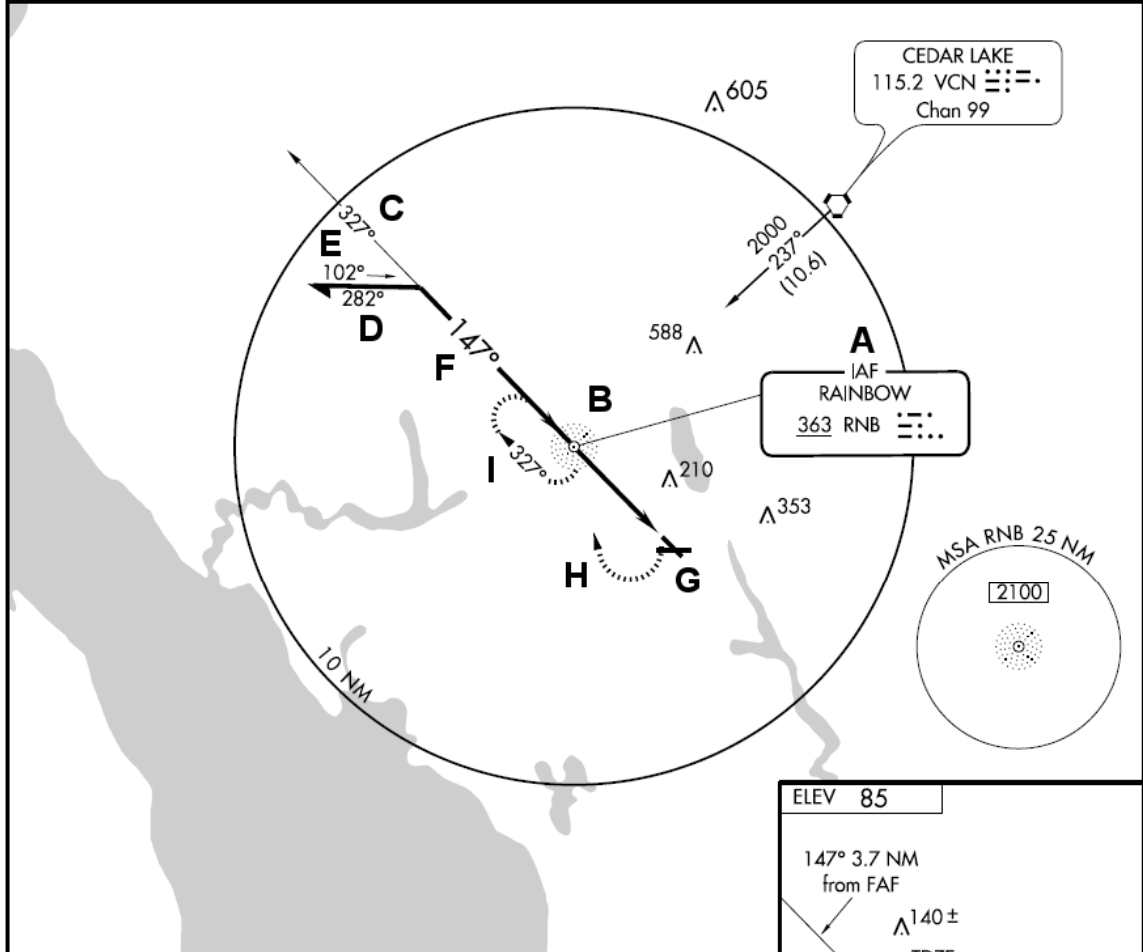 CEDAR LAKE
115.2 VCN
Chan 99
605
C
327°
E
102°
282°
D
2000
237°
(10.6)
147°
F
588
A
IAF
RAINBOW
363 RNB
B
I
327°
210
353
H
G
MSA RNB 25 NM
2100
10 NM
ELEV 85
147° 3.7 NM
from FAF
140 ±